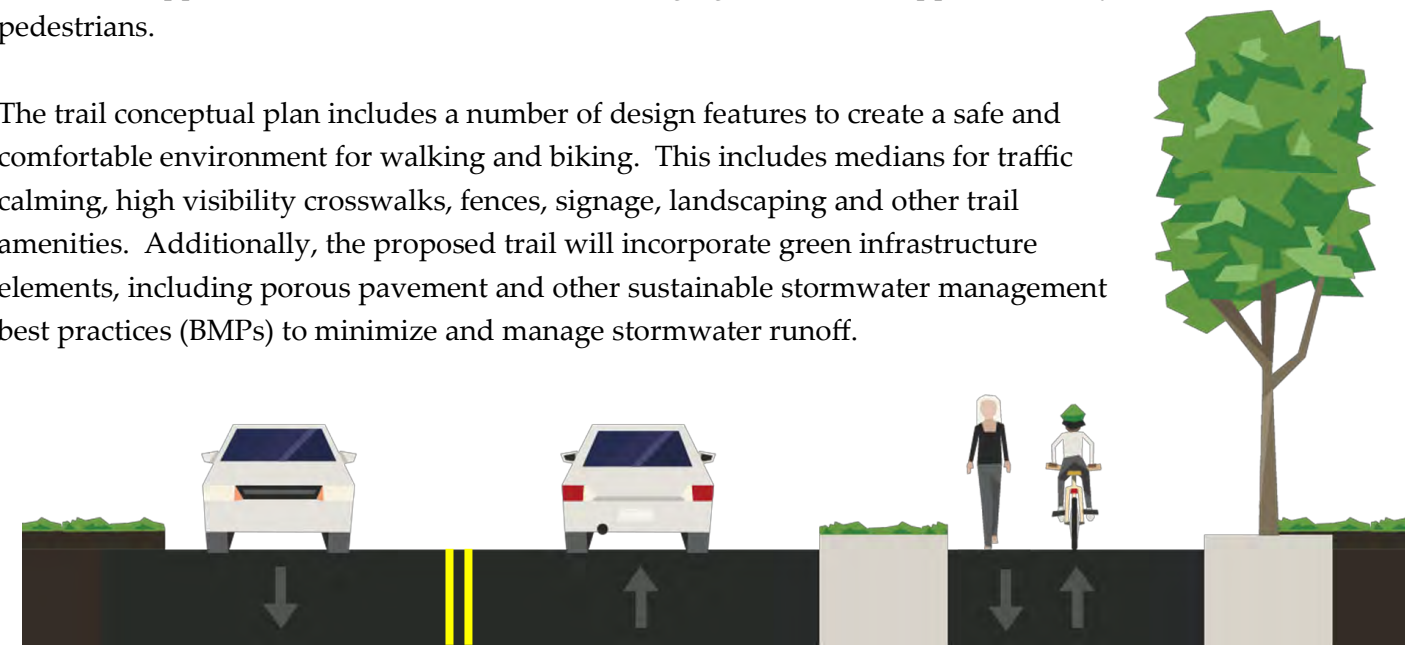 pedestrians.
The trail conceptual plan includes a number of design features to create a safe and
comfortable environment for walking and biking.  This includes medians for traffic
calming, high visibility crosswalks, fences, signage, landscaping and other trail
amenities.  Additionally, the proposed trail will incorporate green infrastructure
elements, including porous pavement and other sustainable stormwater management
best practices (BMPs) to minimize and manage stormwater runoff.